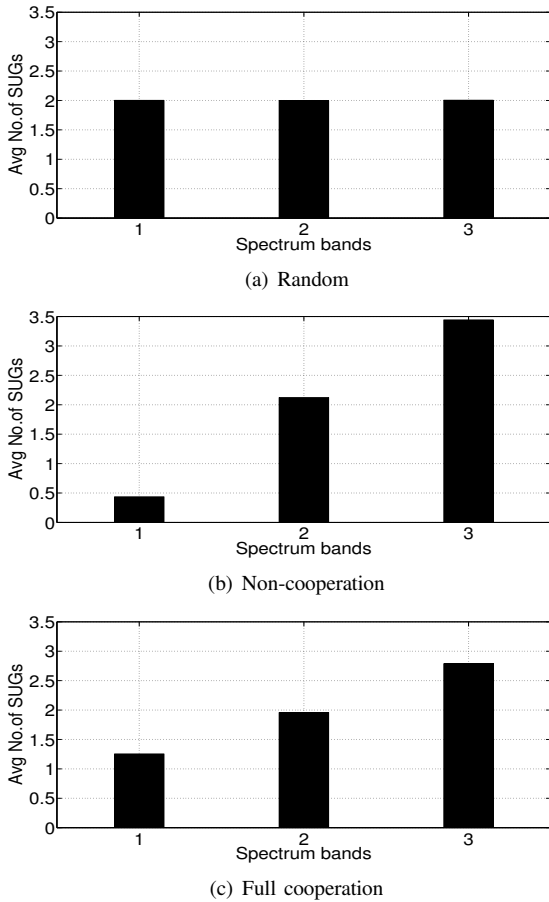 3.5
3
2.5
2
1.5
1
0.5
0
Avg No.of SUGs
1 2 3
Spectrum bands
(a) Random
3.5
3
2.5
2
1.5
1
0.5
0
Avg No.of SUGs
1 2 3
Spectrum bands
(b) Non-cooperation
3.5
3
2.5
2
1.5
1
0.5
0
Avg No.of SUGs
1 2 3
Spectrum bands
(c) Full cooperation